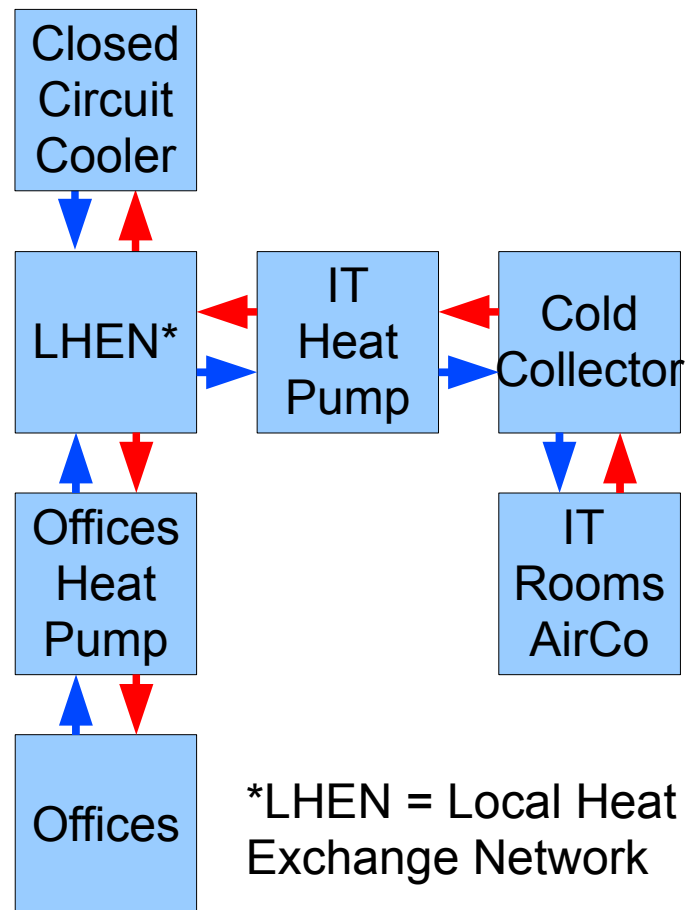 Closed
Circuit
Cooler
LHEN*
IT
Heat
Pump
Cold
Collector
Offices
Heat
Pump
IT
Rooms
AirCo
Offices
*LHEN = Local Heat
Exchange Network